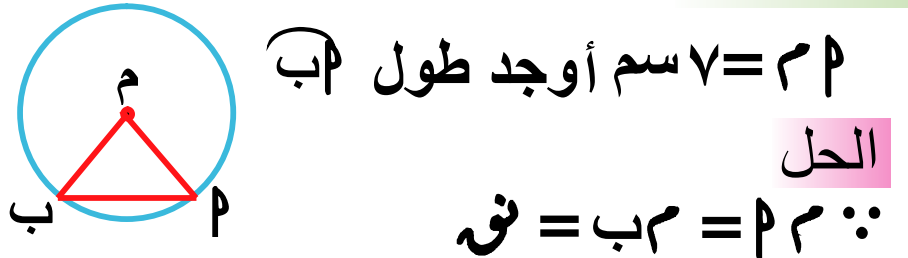 م
ب
أ
أ م = ٧ سم أوجد طول أب
الحل
∵ م أ = م ب = نق